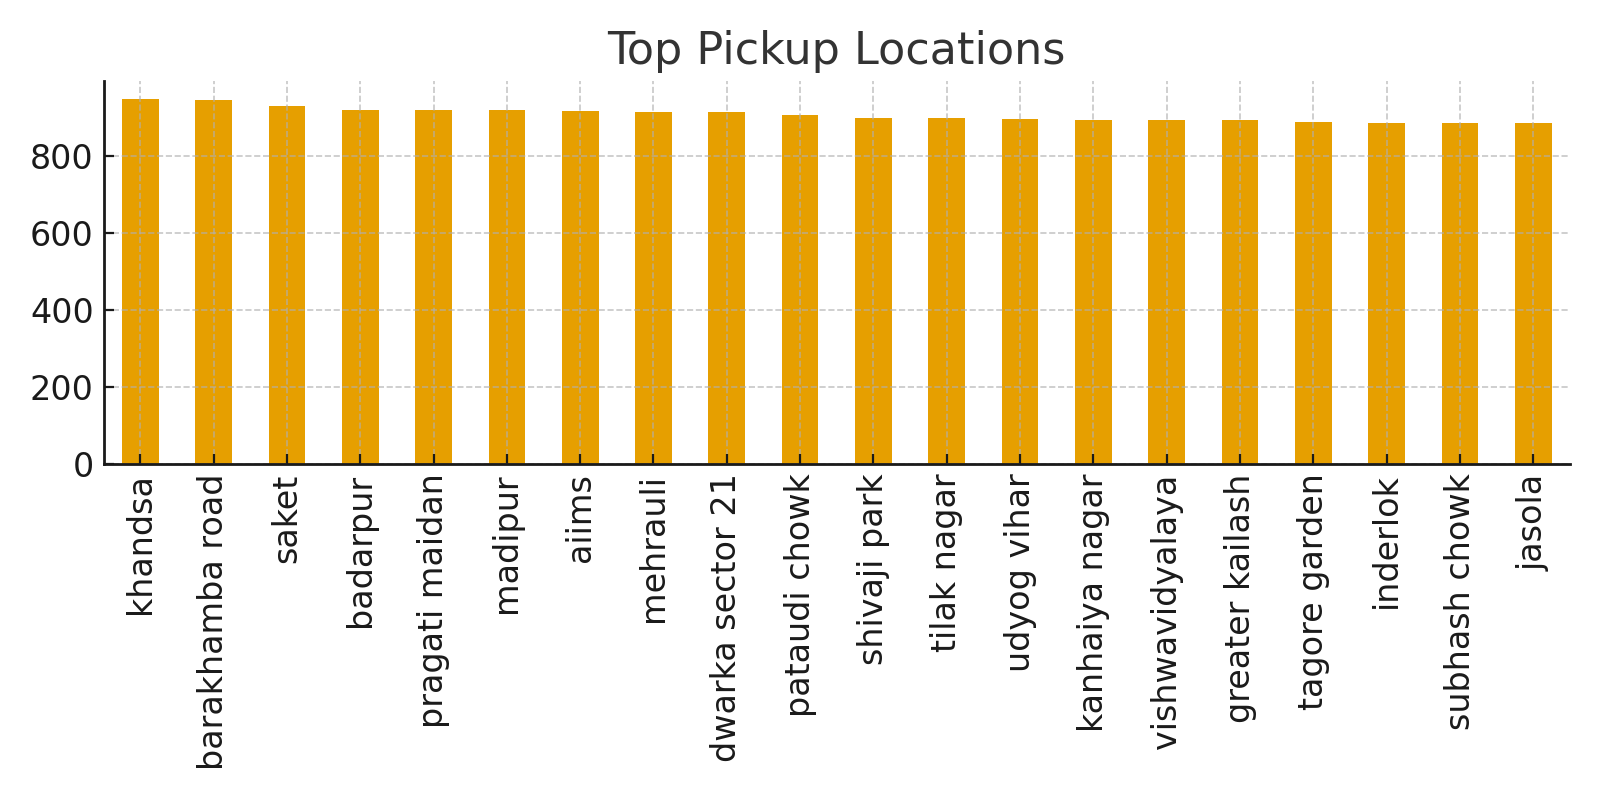 Top Pickup Locations
800
600
400
200
0
khandsa
barakhamba road
saket
badarpur
pragati maidan
madipur
aiims
mehrauli
dwarka sector 21
pataudi chowk
shivaji park
tilak nagar
udyog vihar
kanhaiya nagar
vishwavidyalaya
greater kailash
tagore garden
inderlok
subhash chowk
jasola